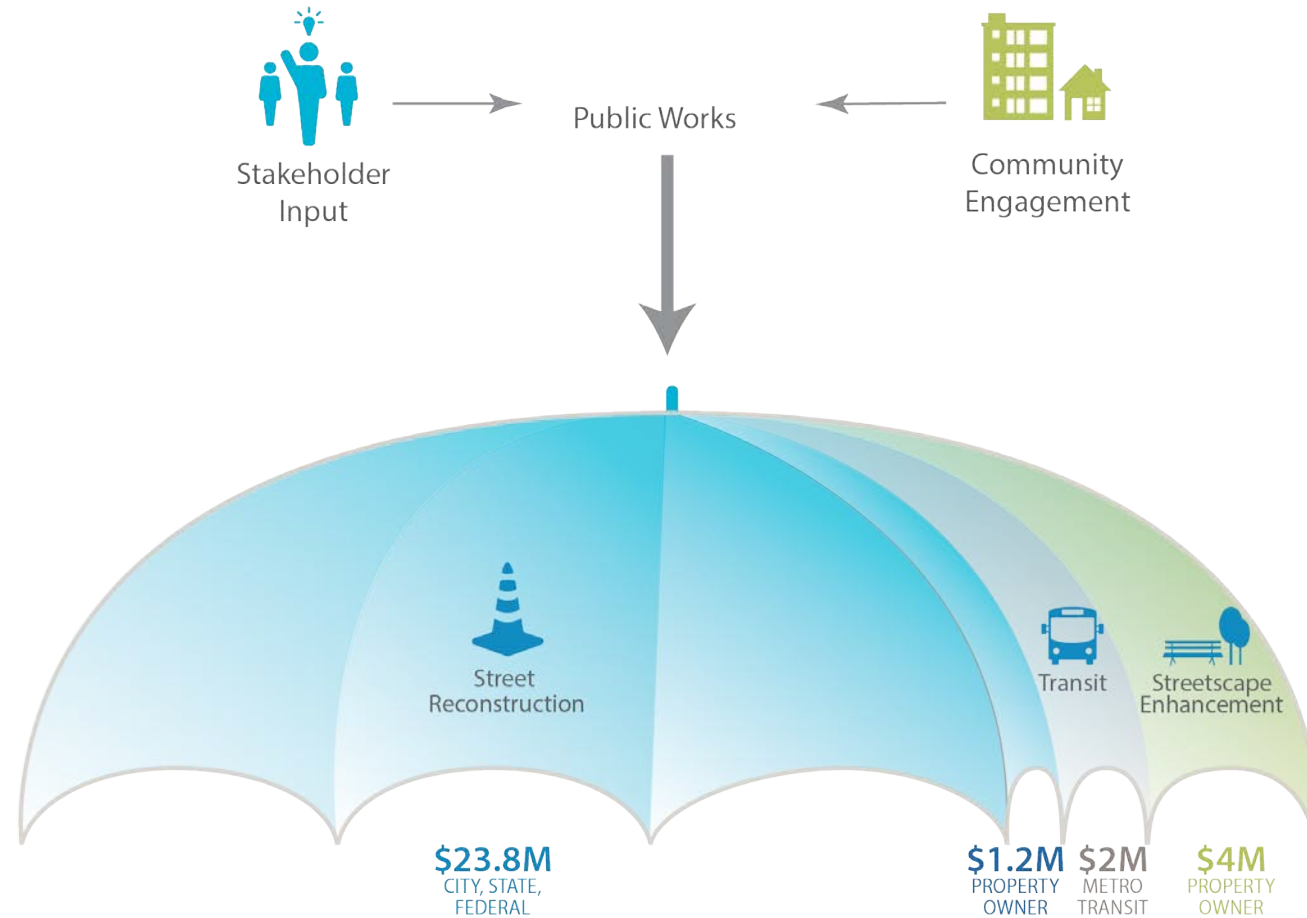 Stakeholder
Input
Public Works
Community
Engagement
Street
Reconstruction
Transit
Streetscape
Enhancement
$23.8M
CITY, STATE,
FEDERAL
$1.2M
PROPERTY
OWNER
$2M
METRO
TRANSIT
$4M
PROPERTY
OWNER